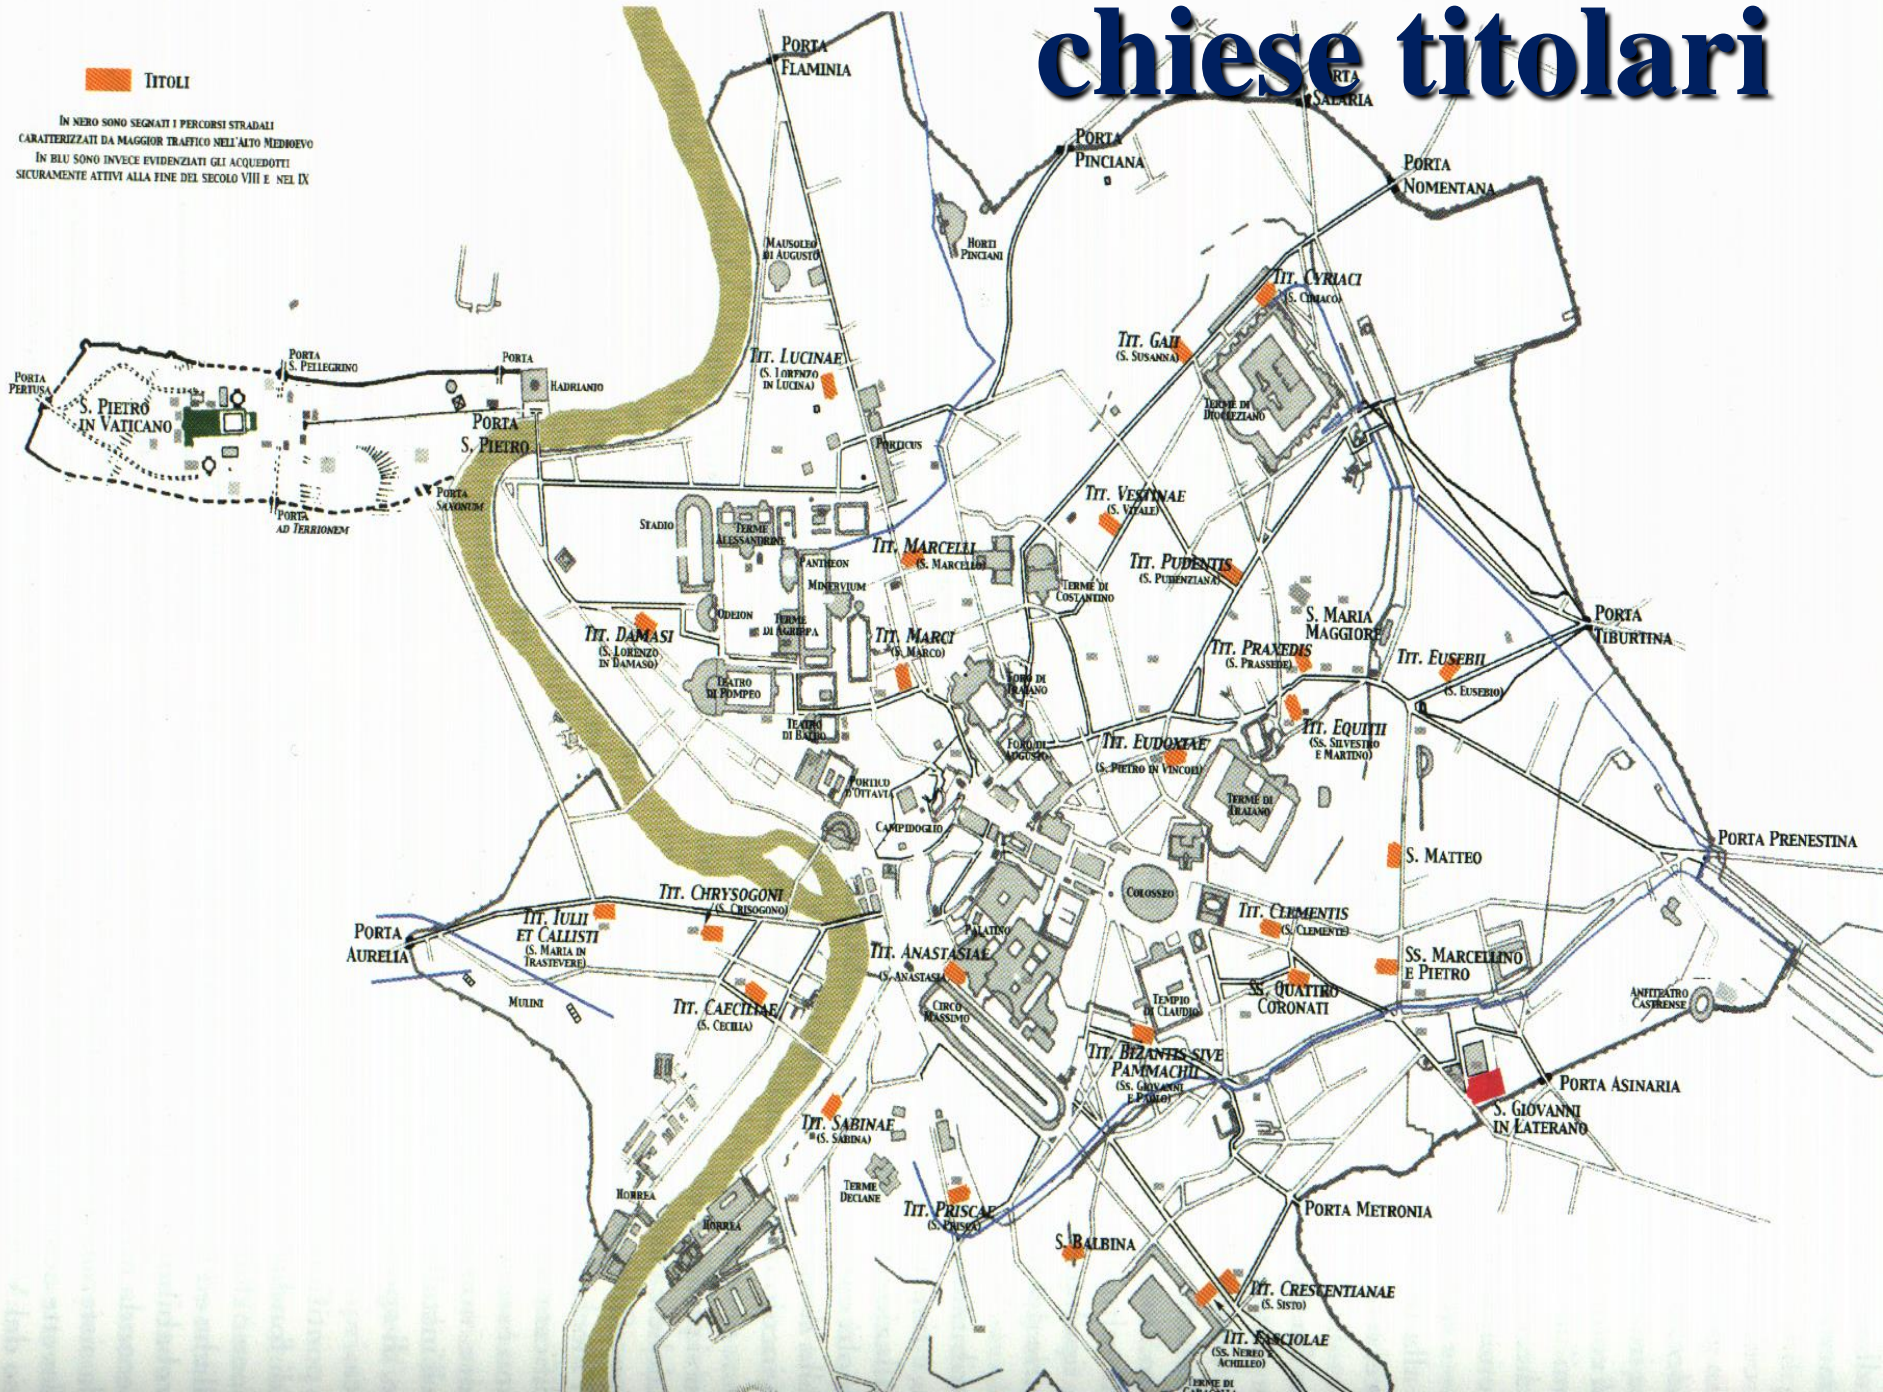 chiese titolari
TITOLI
IN NERO SONO SEGNATI I PERCORSI STRADALI
CARATTERIZZATI DA MAGGIOR TRAFFICO NELL'ALTO MEDIOEVO
IN BLU SONO INVECE EVIDENZIATI GLI ACQUEDOTTI
SICURAMENTE ATTIVI ALLA FINE DEL SECOLO VIII E NEL IX
PORTA
FLAMINIA
PORTA
SALARIA
PORTA
PINCIANA
PORTA
NOMENTANA
MAUSOLEO
DI AUGUSTO
HORTI
PINCIANI
TIT. CYRIACI
(S. CIRIACO)
TIT. GAII
(S. SUSANNA)
TERME DI
DIOCLEZIANO
TIT. LUCINAE
(S. LORENZO
IN LUCINA)
PORTA
S. PELLEGRINO
PORTA
HADRIANIO
PORTA
PERTUSA
S. PIETRO
IN VATICANO
PORTA
S. PIETRO
PORTICUS
PORTA
SAXONUM
PORTA
AD TERRIONEM
STADIO
TERME
ALESSANDRINE
TIT. VESTINAE
(S. VITALE)
TIT. MARCELLI
(S. MARCELLO)
PANTHEON
MINERVIUM
TERME DI
COSTANTINO
TIT. PUDENTIS
(S. PUDENZIANA)
ODEION
TERME
DI AGRIPPA
TIT. DAMASI
(S. LORENZO
IN DAMASO)
TIT. MARCI
(S. MARCO)
S. MARIA
MAGGIORE
PORTA
TIBURTINA
TIT. PRAXEDIS
(S. PRASSEDE)
TIT. EUSEBII
(S. EUSEBIO)
TEATRO
DI POMPEO
FORO DI
TRAIANO
TEATRO
DI BALBO
FORO DI
AUGUSTO
TIT. EUDOXIAE
(S. PIETRO IN VINCOLI)
TIT. EQUITII
(SS. SILVESTRO
E MARTINO)
PORTICO
D'OTTAVIA
TERME DI
TRAIANO
CAMPIDOGLIO
PORTA PRENESTINA
S. MATTEO
COLOSSEO
TIT. CHRYSOGONI
(S. CRISOGONO)
TIT. IULII
ET CALLISTI
(S. MARIA IN
TRASTEVERE)
PORTA
AURELIA
TIT. CLEMENTIS
(S. CLEMENTE)
PALATINO
TIT. ANASTASIAE
(S. ANASTASIA)
SS. MARCELLINO
E PIETRO
SS. QUATTRO
CORONATI
ANFITEATRO
CASTRENSE
MULINI
TIT. CAECILIAE
(S. CECILIA)
CIRCO
MASSIMO
TEMPIO
DI CLAUDIO
TIT. BIZANTIS SIVE
PAMMACHII
(SS. GIOVANNI
E PAOLO)
PORTA ASINARIA
S. GIOVANNI
IN LATERANO
TIT. SABINAE
(S. SABINA)
TERME
DECIANE
HORREA
HORREA
TIT. PRISCAE
(S. PRISCA)
PORTA METRONIA
S. BALBINA
TIT. CRESCENTIANAE
(S. SISTO)
TIT. FASCIOLAE
(SS. NEREO E
ACHILLEO)
TERME DI